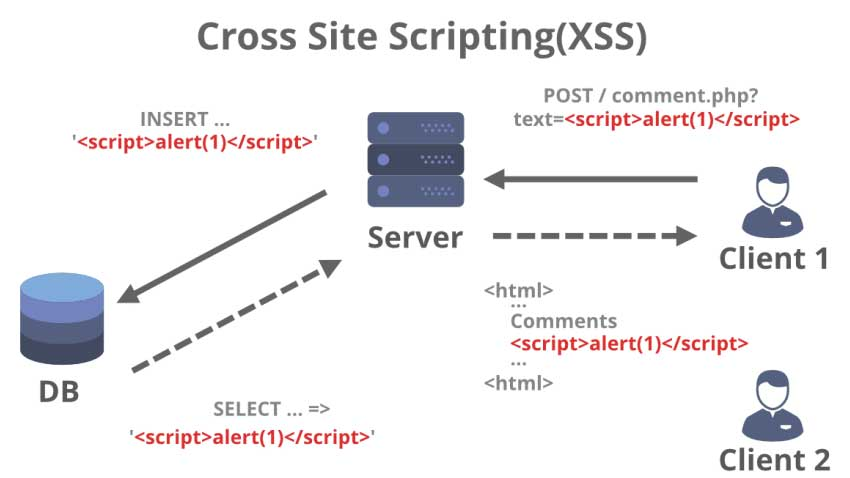 Cross Site Scripting(XSS)
INSERT ...
'<script>alert(1)</script>'
POST / comment.php?
text=<script>alert(1)</script>
Server
Client 1
<html>
...
Comments
<script>alert(1)</script>
...
<html>
DB
SELECT ... =>
'<script>alert(1)</script>'
Client 2